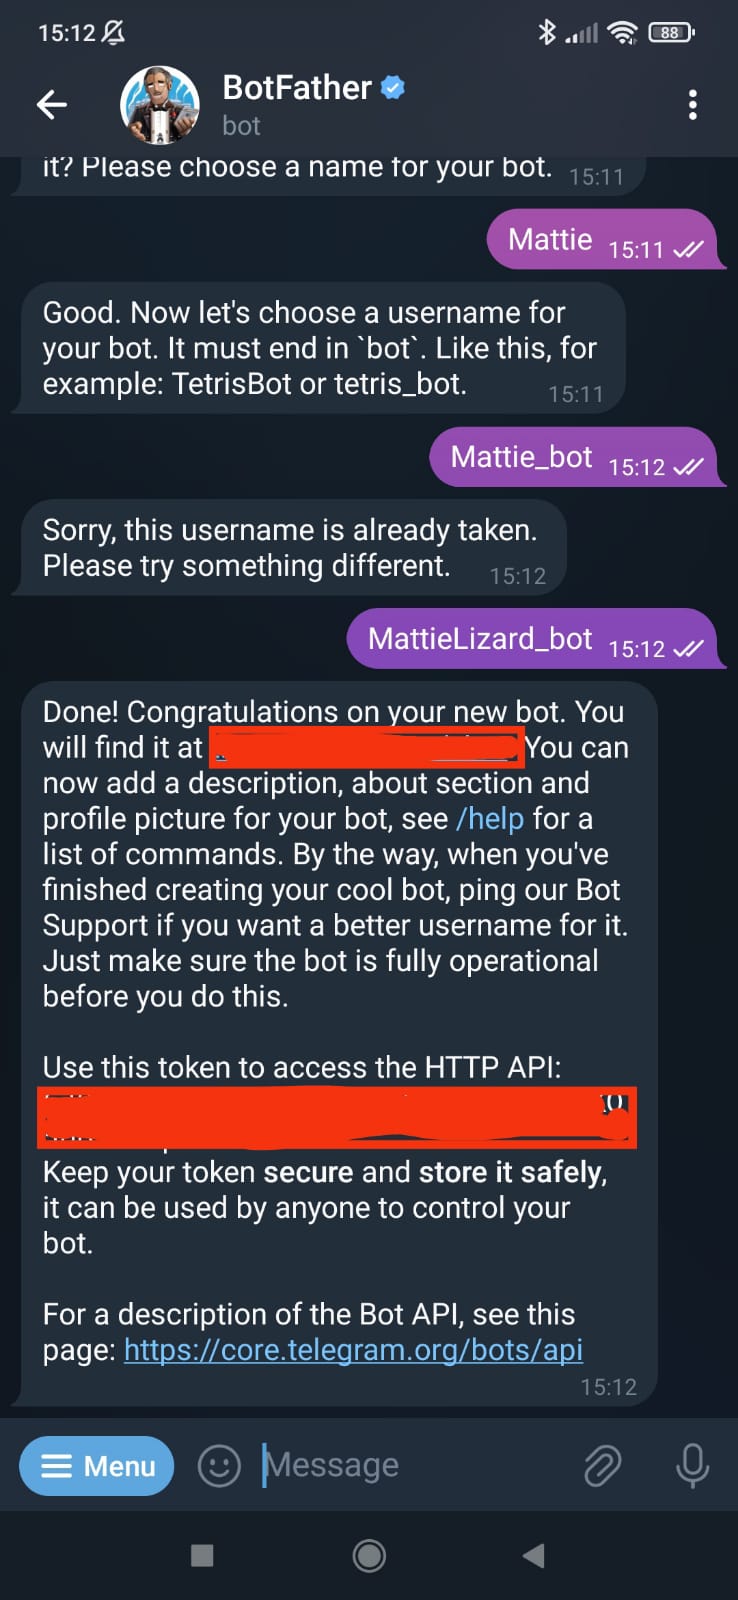 15:12
88
BotFather
bot
it? Please choose a name for your bot. 15:11
Mattie 15:11
Good. Now let's choose a username for
your bot. It must end in `bot`. Like this, for
example: TetrisBot or tetris_bot. 15:11
Mattie_bot 15:12
Sorry, this username is already taken.
Please try something different. 15:12
MattieLizard_bot 15:12
Done! Congratulations on your new bot. You
will find it at You can
now add a description, about section and
profile picture for your bot, see /help for a
list of commands. By the way, when you've
finished creating your cool bot, ping our Bot
Support if you want a better username for it.
Just make sure the bot is fully operational
before you do this.
Use this token to access the HTTP API:
Keep your token secure and store it safely,
it can be used by anyone to control your
bot.
For a description of the Bot API, see this
page: https://core.telegram.org/bots/api
15:12
Menu
Message